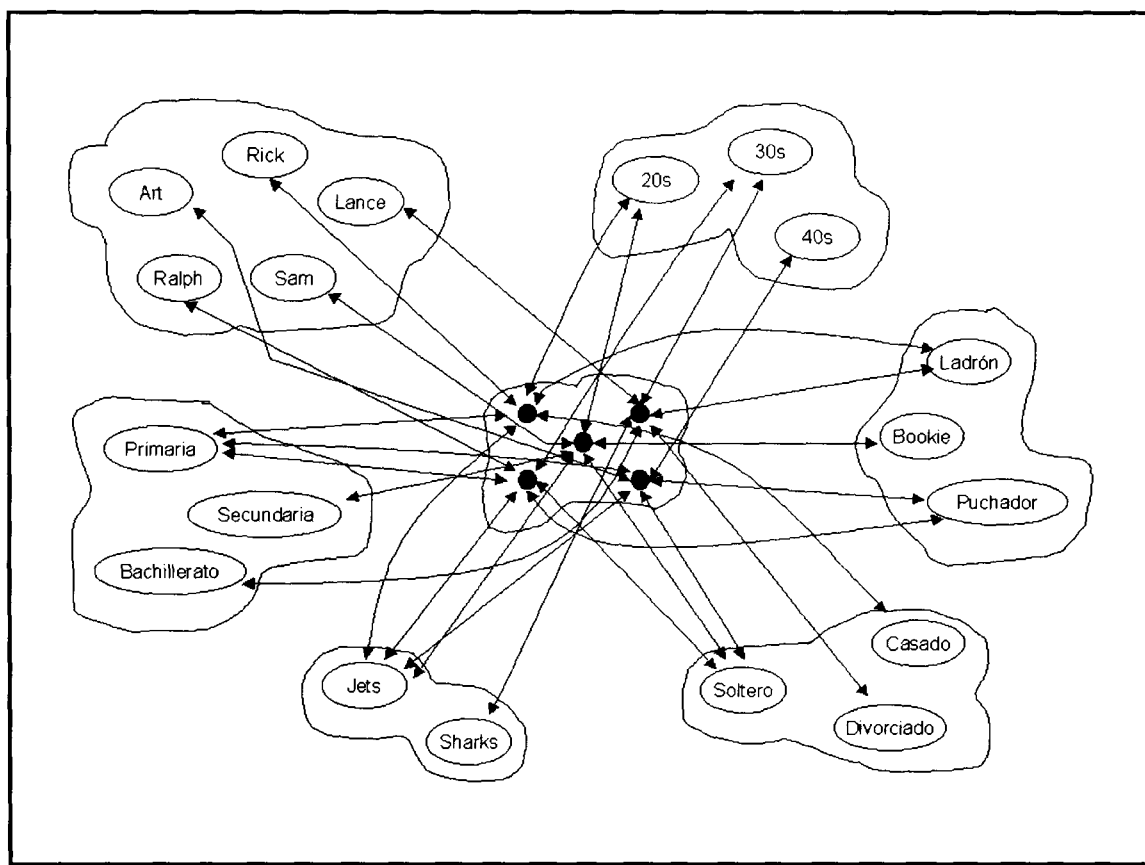 Rick
Art
Lance
Ralph
Sam
20s
30s
40s
Ladrón
Bookie
Puchador
Primaria
Secundaria
Bachillerato
Jets
Sharks
Soltero
Casado
Divorciado